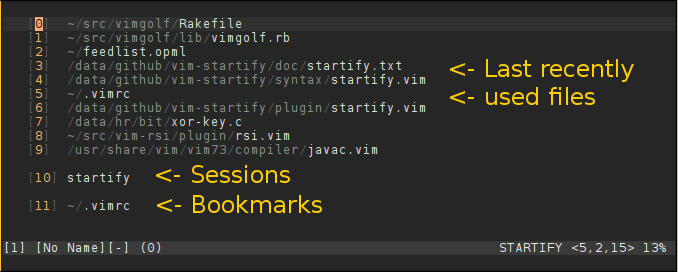 [0] ~/src/vimgolf/Rakefile
[1] ~/src/vimgolf/lib/vimgolf.rb
[2] ~/feedlist.opml
[3] /data/github/vim-startify/doc/startify.txt
[4] /data/github/vim-startify/syntax/startify.vim <- Last recently
[5] ~/.vimrc <- used files
[6] /data/github/vim-startify/plugin/startify.vim
[7] /data/hr/bit/xor-key.c
[8] ~/src/vim-rsi/plugin/rsi.vim
[9] /usr/share/vim/vim73/compiler/javac.vim
[10] startify <- Sessions
[11] ~/.vimrc <- Bookmarks
[1] [No Name][-] (0) STARTIFY <5,2,15> 13%